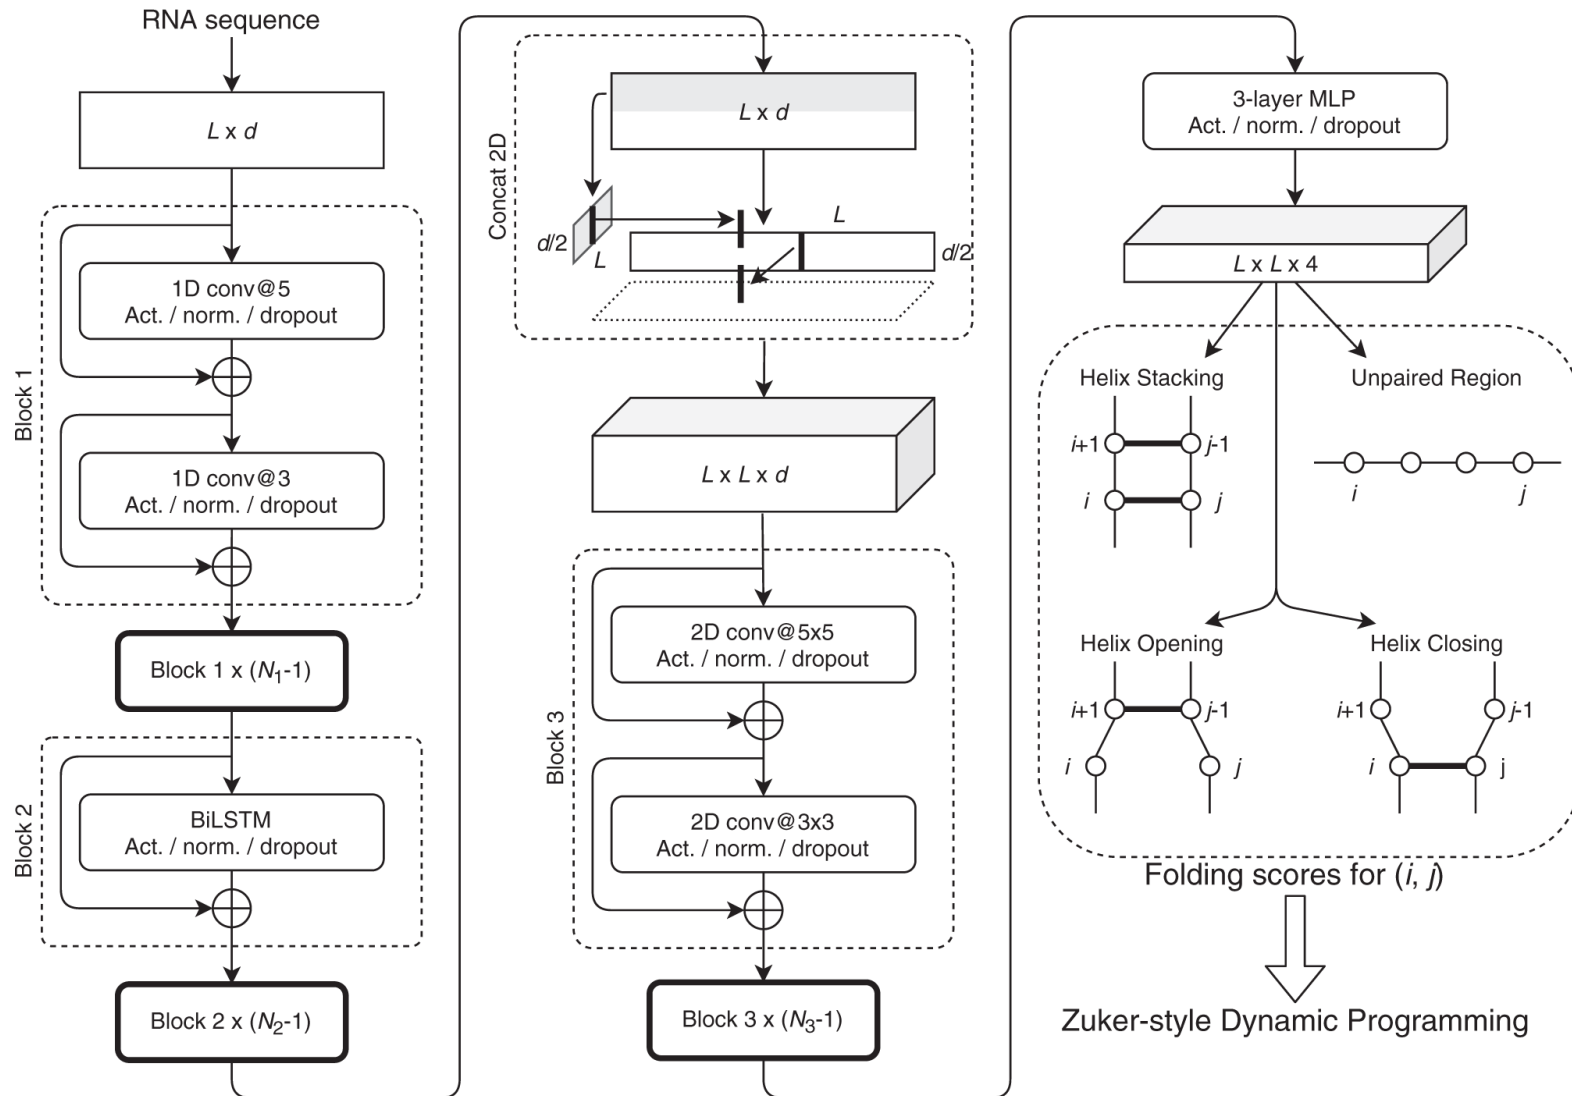 RNA sequence
L x d
Block 1
1D conv@5
Act. / norm. / dropout
1D conv@3
Act. / norm. / dropout
Block 1 x (N1-1)
Block 2
BiLSTM
Act. / norm. / dropout
Block 2 x (N2-1)
Concat 2D
L x d
L
d/2
L
d/2
L x L x d
Block 3
2D conv@5x5
Act. / norm. / dropout
2D conv@3x3
Act. / norm. / dropout
Block 3 x (N3-1)
3-layer MLP
Act. / norm. / dropout
L x L x 4
Helix Stacking
i+1
j-1
i
j
Unpaired Region
i
j
Helix Opening
i+1
j-1
i
j
Helix Closing
i+1
j-1
i
j
Folding scores for (i, j)
Zuker-style Dynamic Programming